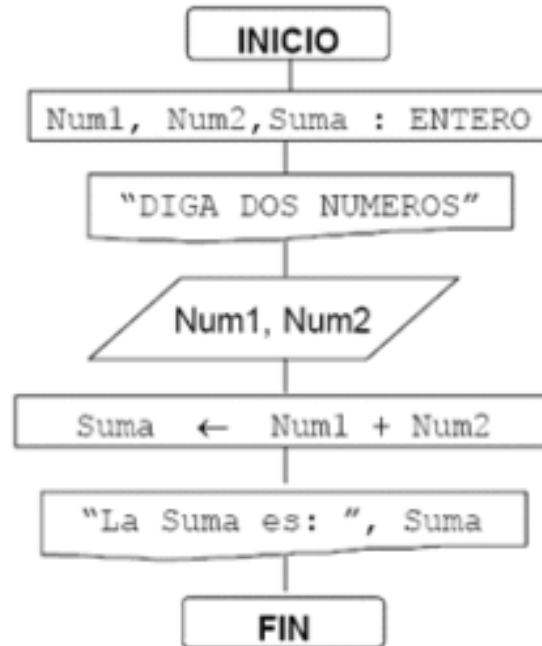 INICIO
Num1, Num2,Suma : ENTERO
“DIGA DOS NUMEROS”
Num1, Num2
Suma ← Num1 + Num2
“La Suma es: ”, Suma
FIN